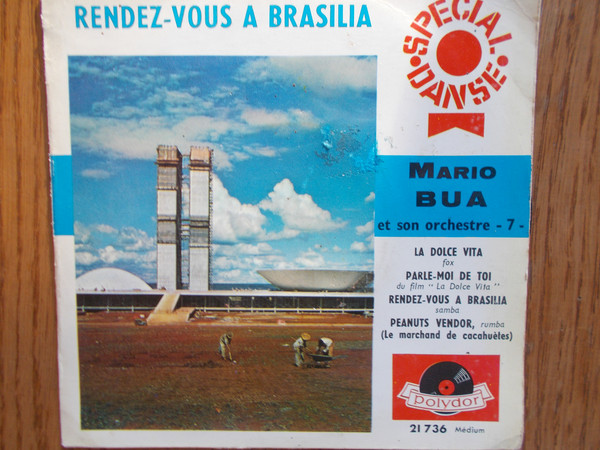 RENDEZ-VOUS A BRASILIA
SPECIAL
DANSE
MARIO
BUA
et son orchestre - 7 -
LA DOLCE VITA
fox
PARLE-MOI DE TOI
du film "La Dolce Vita"
RENDEZ-VOUS A BRASILIA
samba
PEANUTS VENDOR, rumba
(Le marchand de cacahuètes)
polydor
21 736 Médium